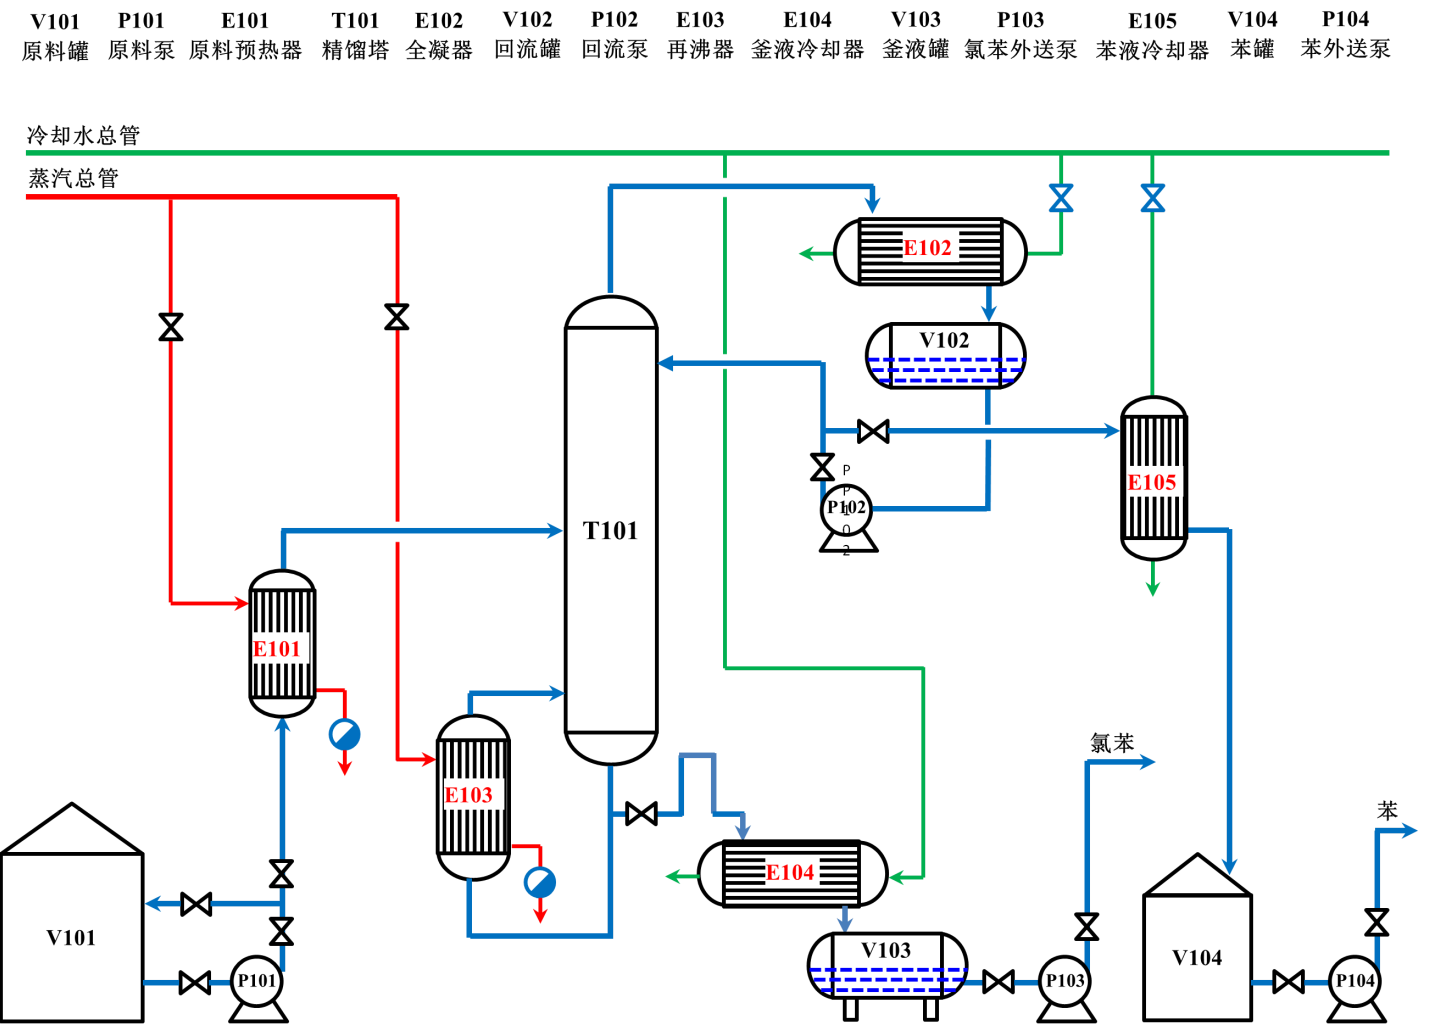 V101 P101 E101 T101 E102 V102 P102 E103 E104 V103 P103 E105 V104 P104
原料罐 原料泵 原料预热器 精馏塔 全凝器 回流罐 回流泵 再沸器 釜液冷却器 釜液罐 氯苯外送泵 苯液冷却器 苯罐 苯外送泵
冷却水总管
蒸汽总管
E102
V102
P
P
1
0
2
P102
E105
T101
E101
E103
氯苯
苯
E104
V101
V103
V104
P101
P103
P104